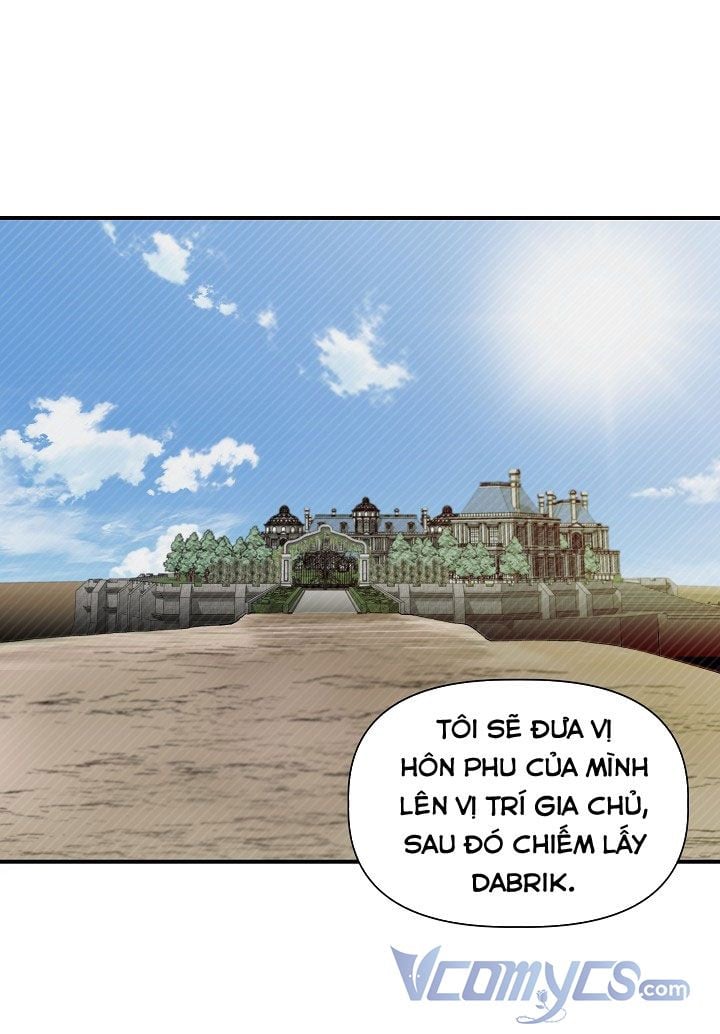 TÔI SẼ ĐƯA VỊ
HÔN PHU CỦA MÌNH
LÊN VỊ TRÍ GIA CHỦ,
SAU ĐÓ CHIẾM LẤY
DABRIK.
VCOMYCS.com